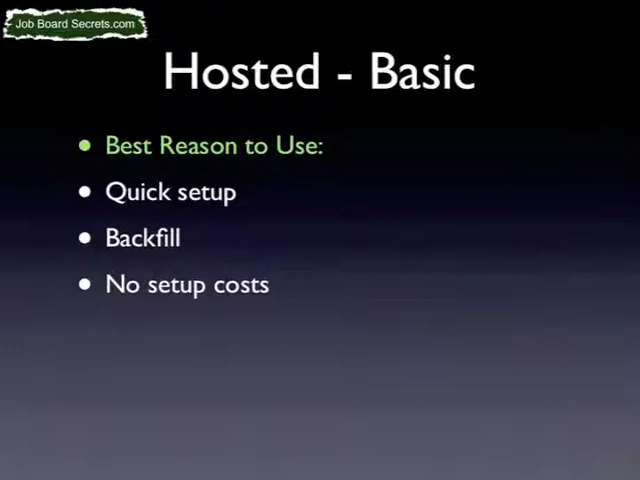 Job Board Secrets.com
Hosted - Basic
• Best Reason to Use:
• Quick setup
• Backfill
• No setup costs